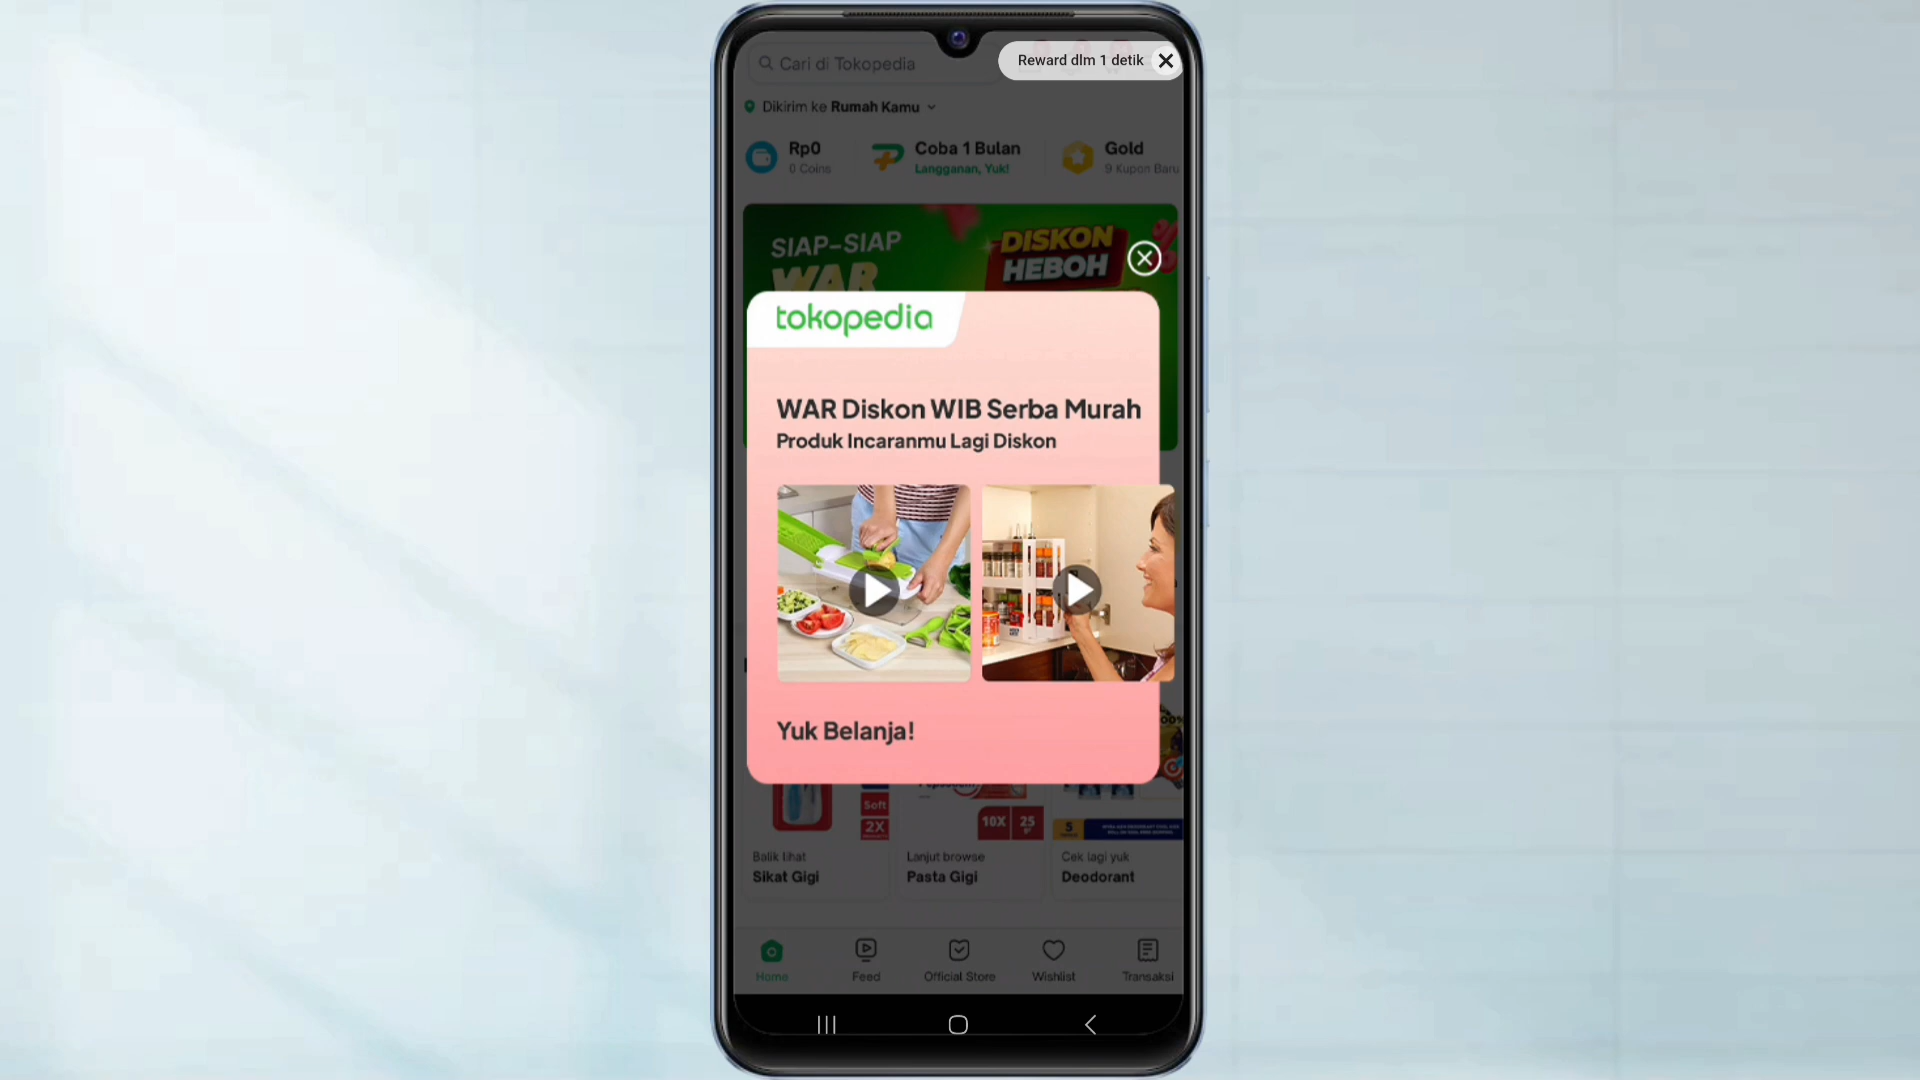 Cari di Tokopedia
Reward dlm 1 detik
Dikirim ke Rumah Kamu
Rp0
0 Coins
Coba 1 Bulan
Langganan, Yuk!
Gold
9 Kupon Baru
SIAP-SIAP
WAR
DISKON
HEBOH
tokopedia
WAR Diskon WIB Serba Murah
Produk Incaranmu Lagi Diskon
Yuk Belanja!
Soft
2X
10X
25
5
Balik lihat
Sikat Gigi
Lanjut browse
Pasta Gigi
Cek lagi yuk
Deodorant
Home
Feed
Official Store
Wishlist
Transaksi